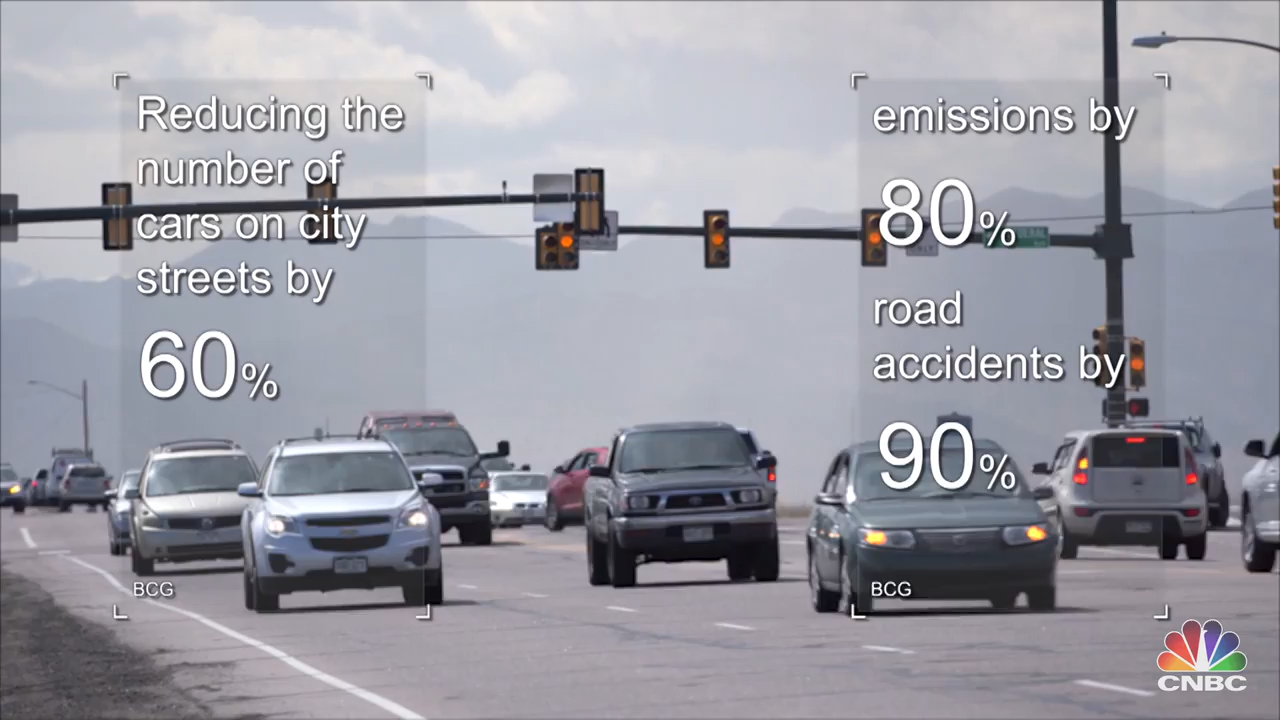 Reducing the
number of
cars on city
streets by
60%
BCG
emissions by
80%
road
accidents by
90%
BCG
CNBC